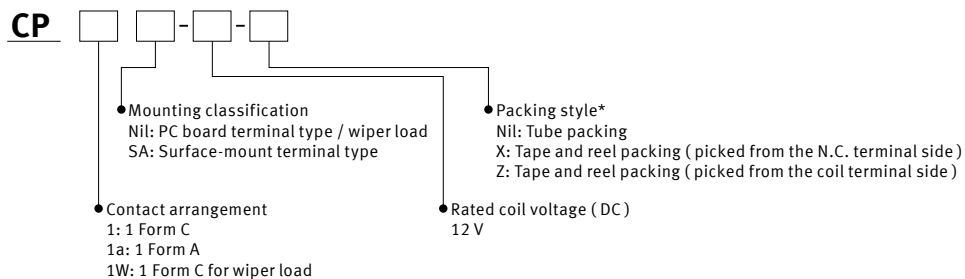 CP - -
Mounting classification
Nil: PC board terminal type / wiper load
SA: Surface-mount terminal type
Packing style*
Nil: Tube packing
X: Tape and reel packing ( picked from the N.C. terminal side )
Z: Tape and reel packing ( picked from the coil terminal side )
Contact arrangement
1: 1 Form C
1a: 1 Form A
1W: 1 Form C for wiper load
Rated coil voltage ( DC )
12 V